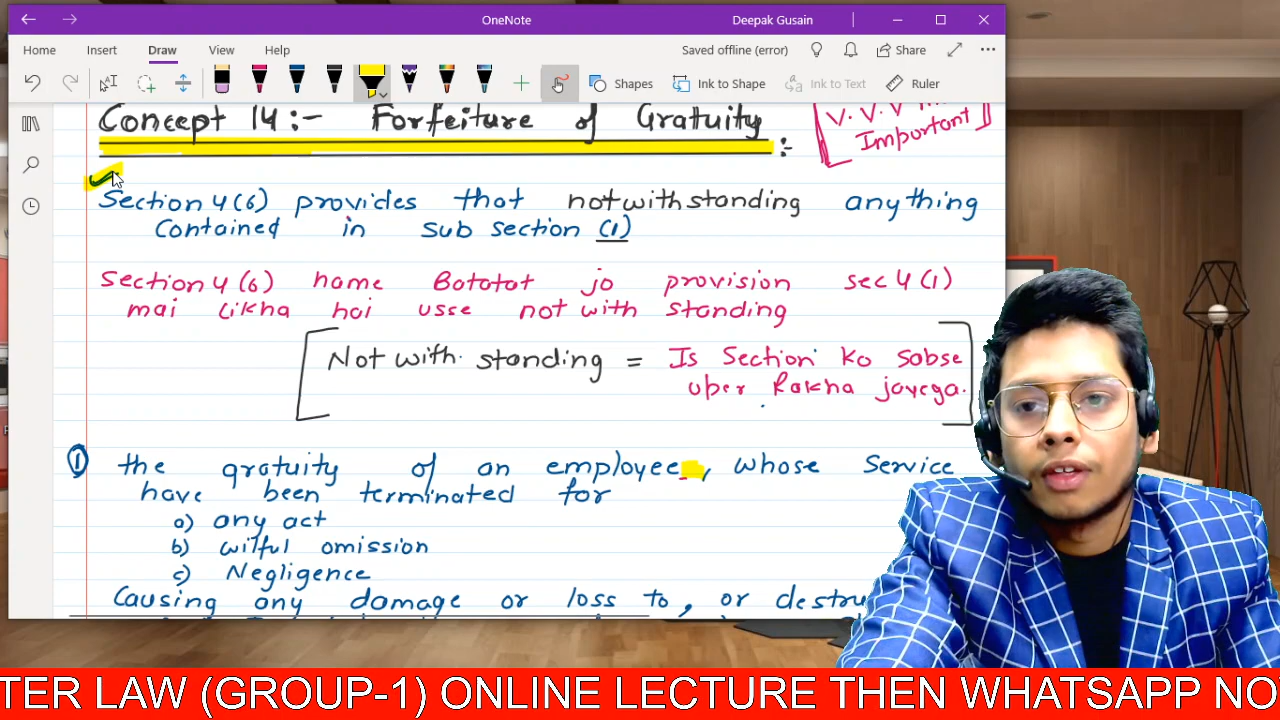 OneNote
Deepak Gusain
Home Insert Draw View Help
Saved offline (error)
Share
Shapes
Ink to Shape
Ink to Text
Ruler
Concept 14:- Forfeiture of Gratuity :-
V. V. V
Important
Section 4(6) provides that notwithstanding anything
Contained in sub section (1)
Section 4(6) hame Batatat jo provision sec 4(1)
mai likha hai usse not with standing
Not with standing = Is Section ko sabse
uper Rakha jayega.
① the gratuity of an employee, whose Service
have been terminated for
a) any act
b) wilful omission
c) Negligence
Causing any damage or loss to, or destru
TER LAW (GROUP-1) ONLINE LECTURE THEN WHATSAPP NO